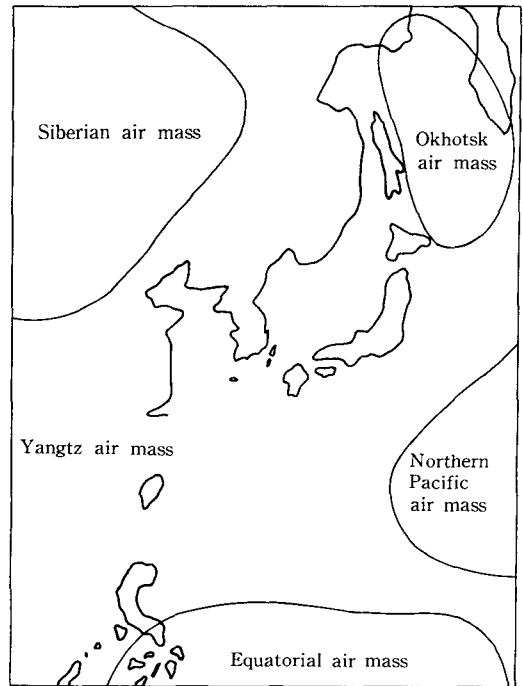 Siberian air mass
Okhotsk
air mass
Yangtz air mass
Northern
Pacific
air mass
Equatorial air mass